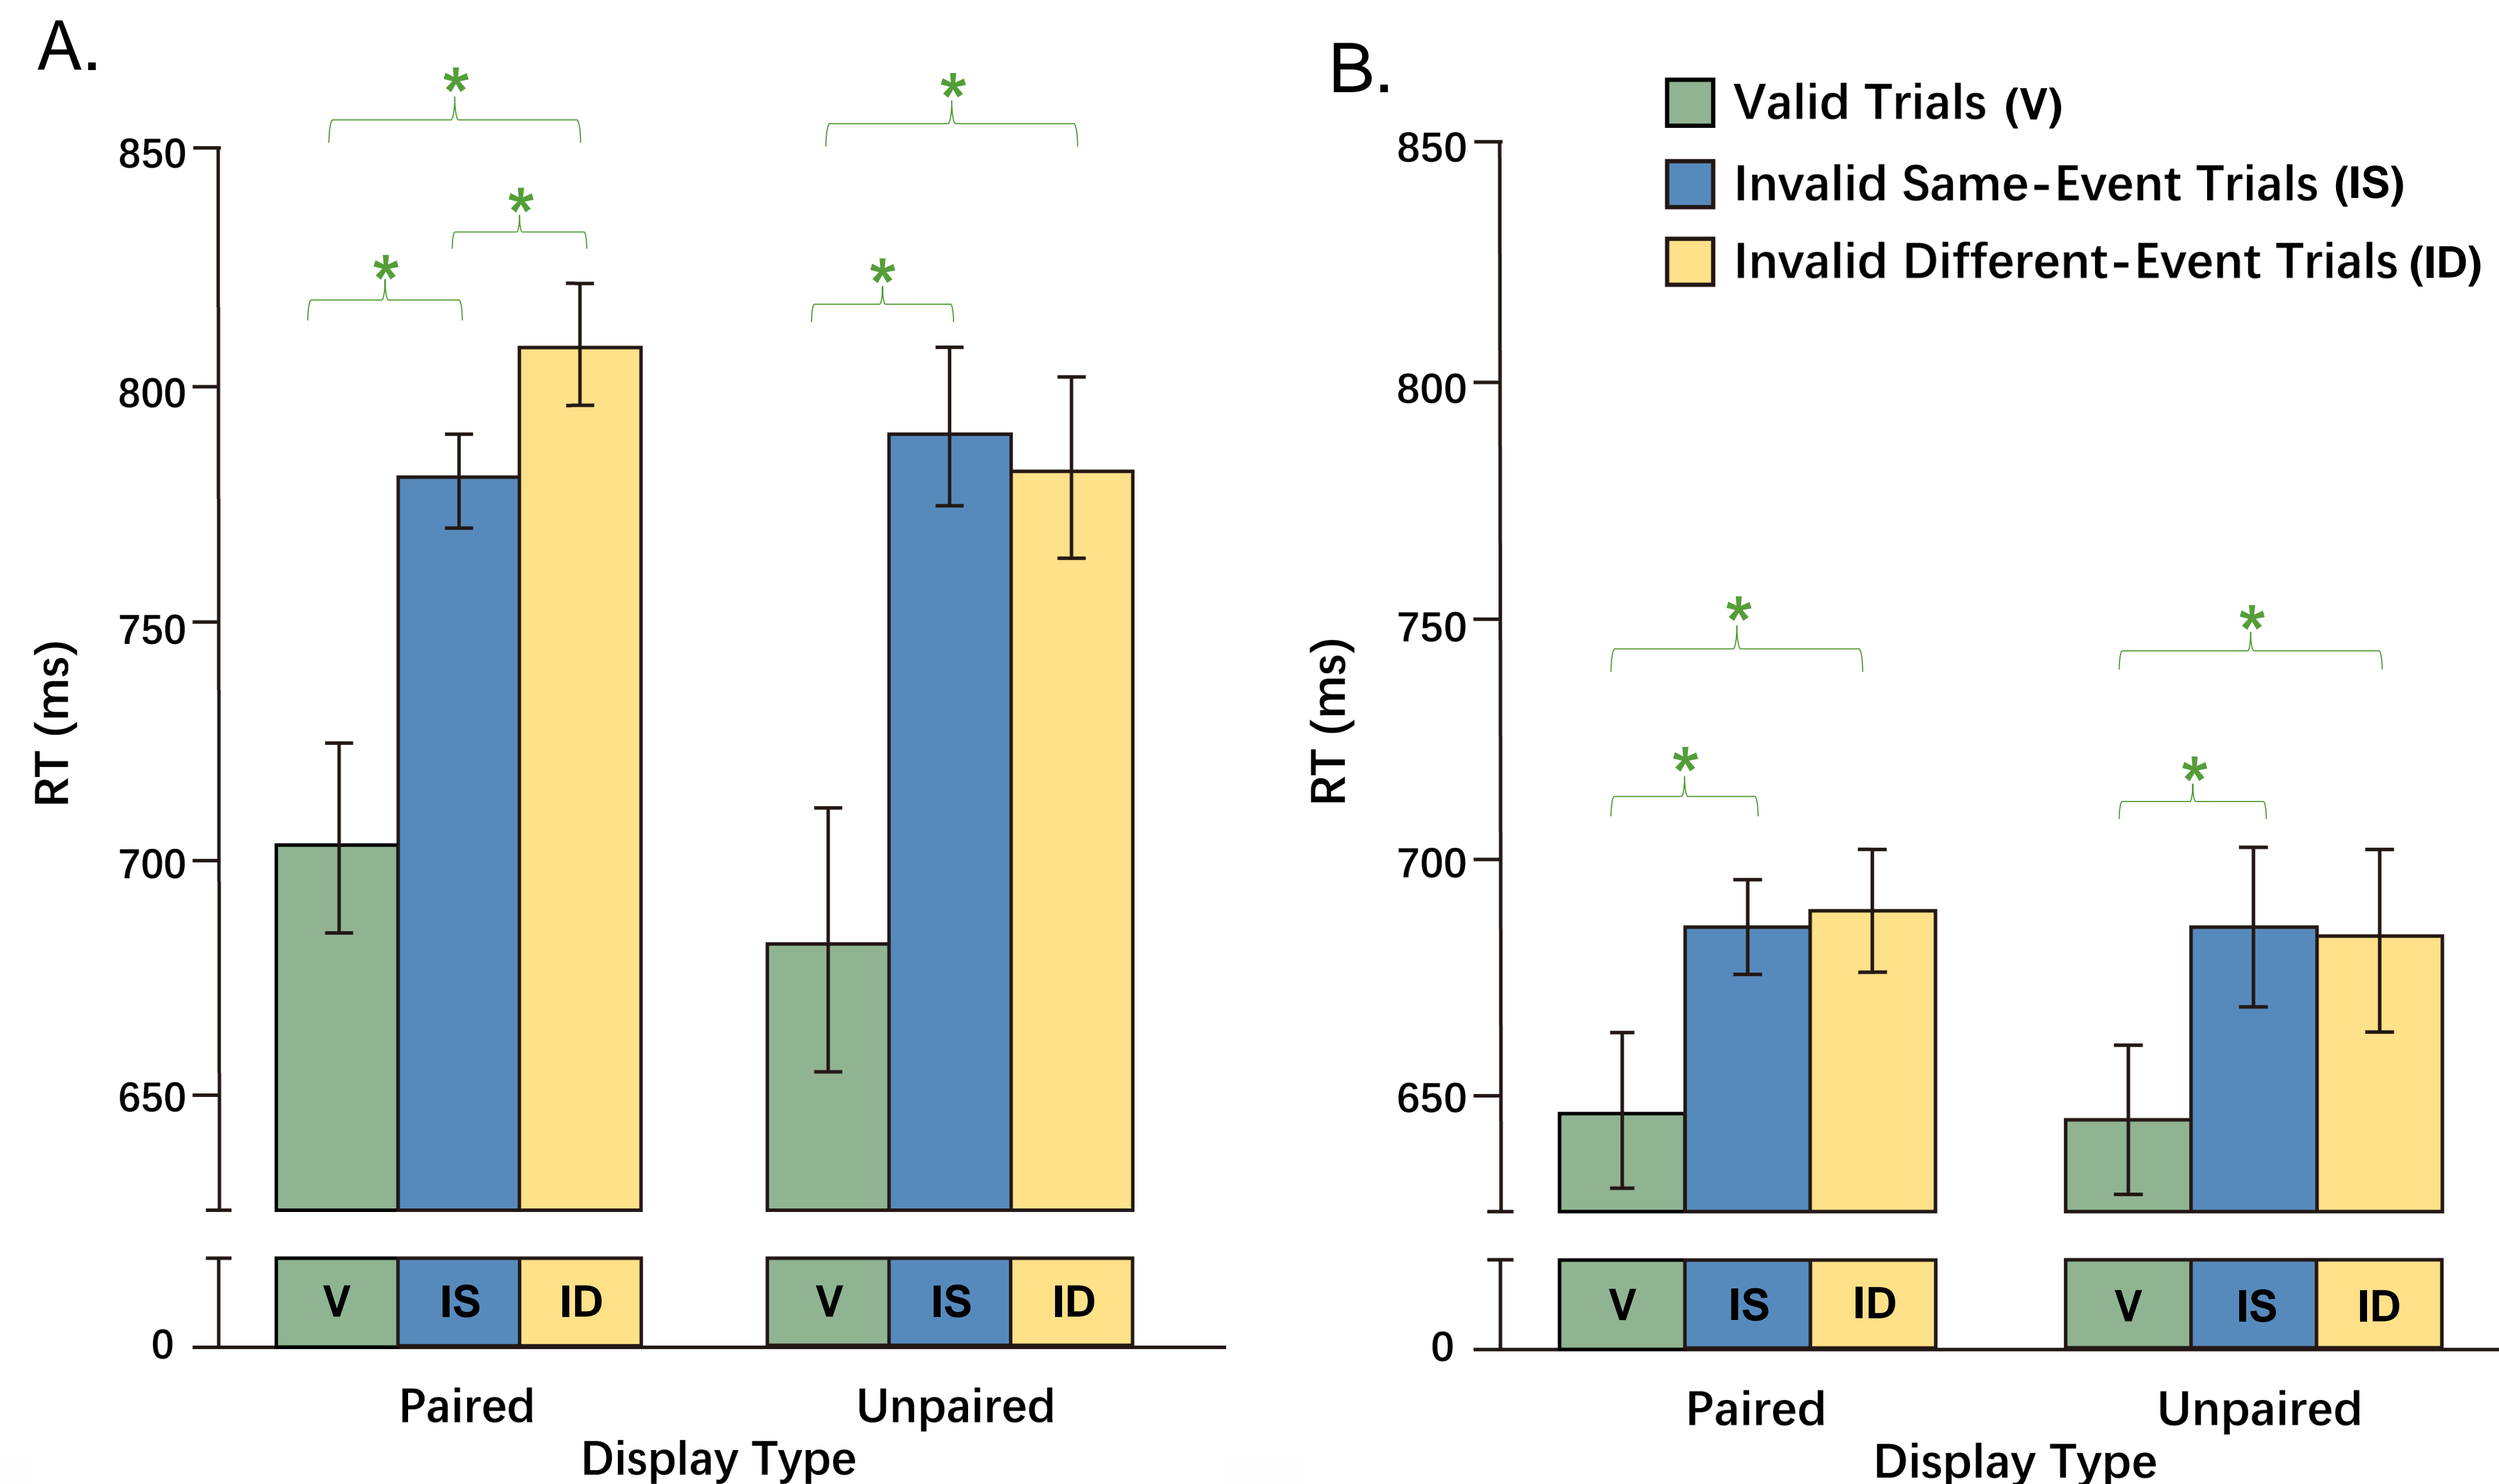 A.
*
*
*
*
*
850
800
750
700
650
0
RT (ms)
V
IS
ID
V
IS
ID
Paired
Unpaired
Display Type
B.
Valid Trials (V)
Invalid Same-Event Trials (IS)
Invalid Different-Event Trials (ID)
*
*
*
*
850
800
750
700
650
0
RT (ms)
V
IS
ID
V
IS
ID
Paired
Unpaired
Display Type